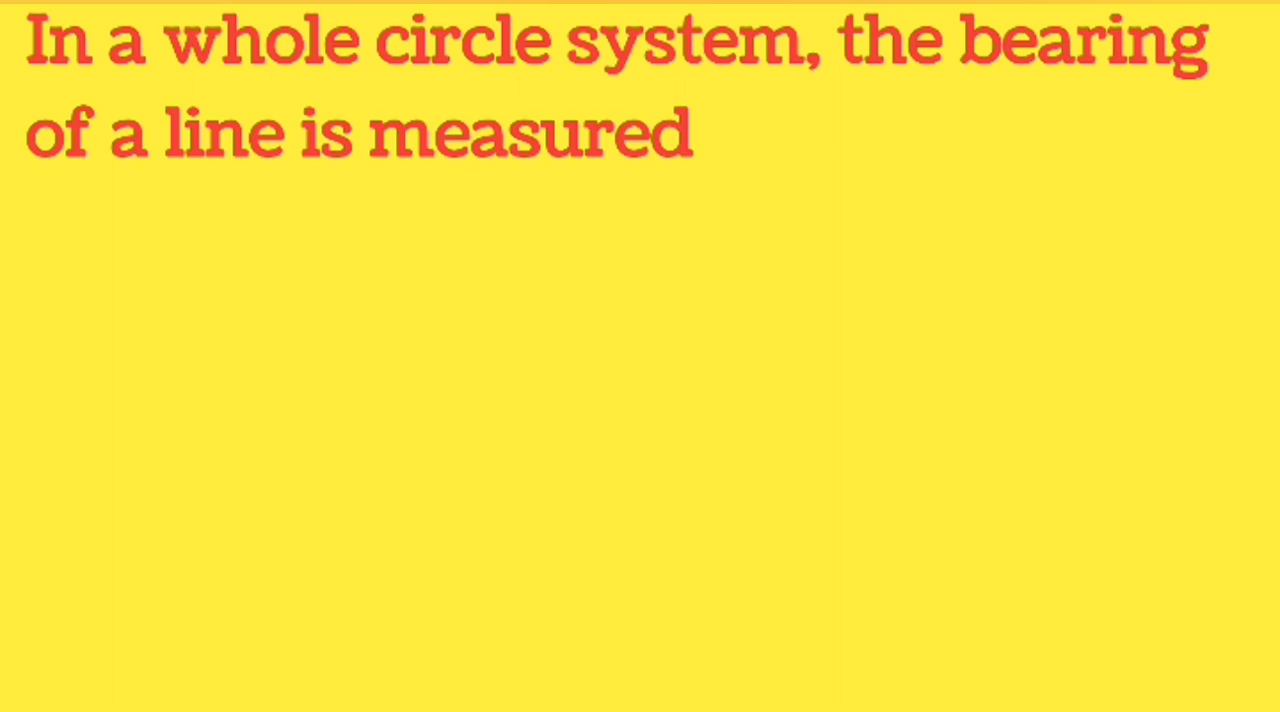 In a whole circle system, the bearing
of a line is measured